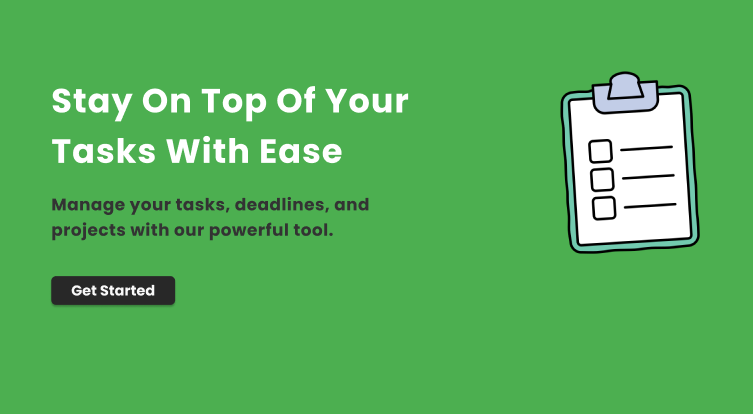 Stay On Top Of Your
Tasks With Ease
Manage your tasks, deadlines, and
projects with our powerful tool.
Get Started